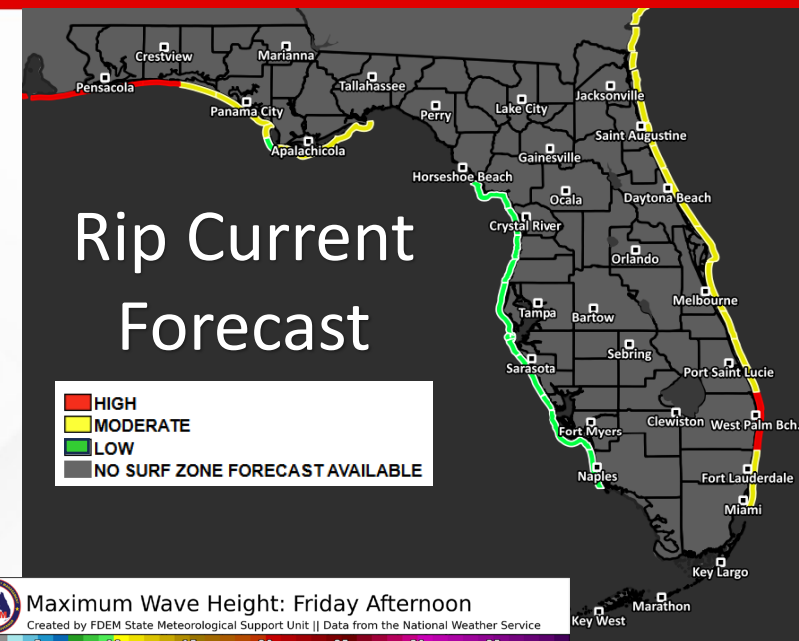 Crestview
Marianna
Pensacola
Tallahassee
Jacksonville
Panama City
Perry
Lake City
Saint Augustine
Apalachicola
Gainesville
Horseshoe Beach
Ocala
Daytona Beach
Crystal River
Rip Current
Forecast
Orlando
Tampa
Bartow
Melbourne
Sebring
Sarasota
Port Saint Lucie
HIGH
MODERATE
LOW
NO SURF ZONE FORECAST AVAILABLE
Fort Myers
Clewiston
West Palm Bch.
Naples
Fort Lauderdale
Miami
Key Largo
Marathon
Key West
Maximum Wave Height: Friday Afternoon
Created by FDEM State Meteorological Support Unit || Data from the National Weather Service